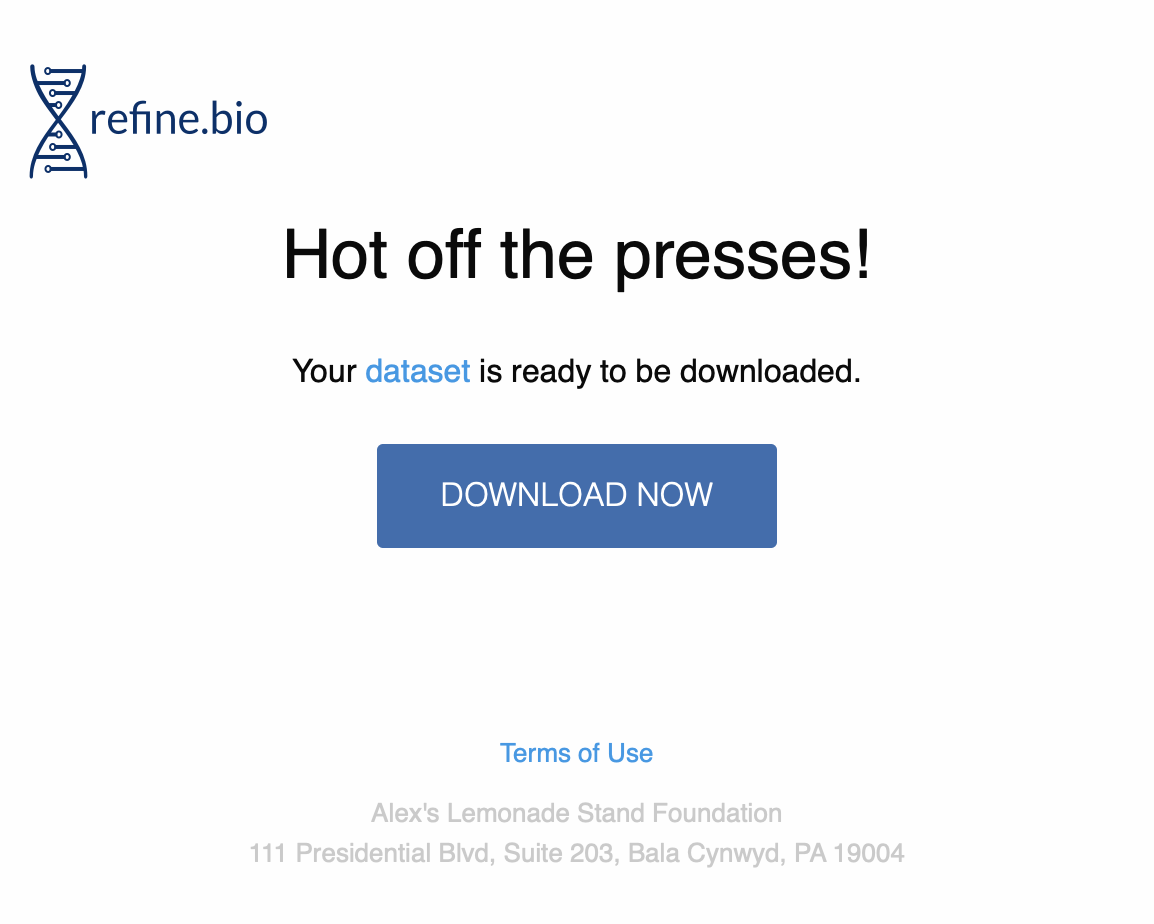 refine.bio
Hot off the presses!
Your dataset is ready to be downloaded.
DOWNLOAD NOW
Terms of Use
Alex's Lemonade Stand Foundation
111 Presidential Blvd, Suite 203, Bala Cynwyd, PA 19004